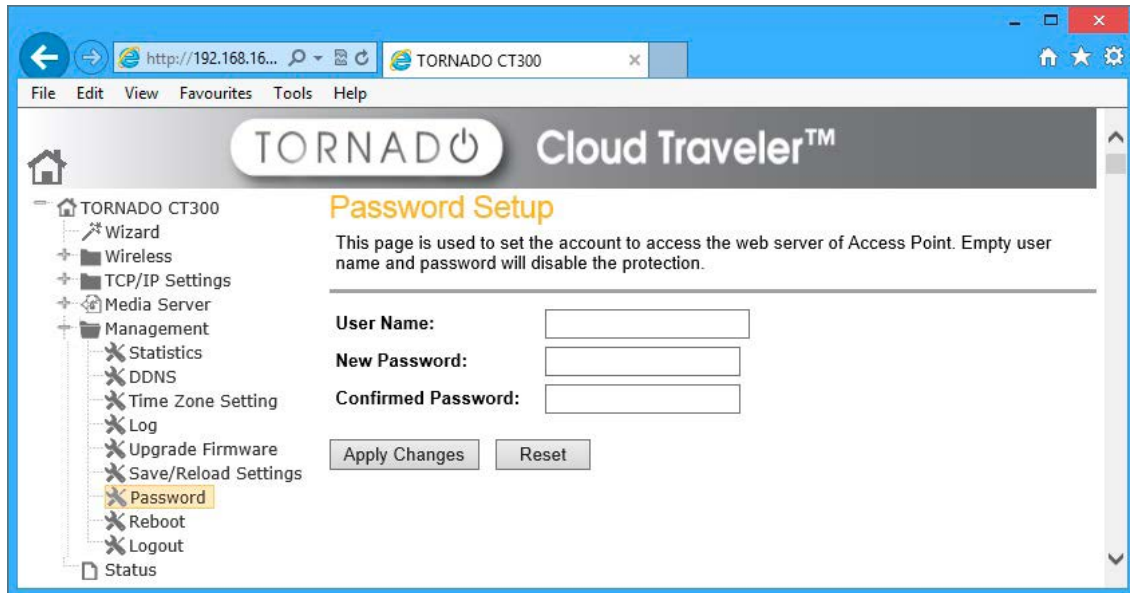 http://192.168.16...
TORNADO CT300
File Edit View Favourites Tools Help
TORNADO Cloud Traveler™
TORNADO CT300
Wizard
Wireless
TCP/IP Settings
Media Server
Management
Statistics
DDNS
Time Zone Setting
Log
Upgrade Firmware
Save/Reload Settings
Password
Reboot
Logout
Status
Password Setup
This page is used to set the account to access the web server of Access Point. Empty user
name and password will disable the protection.
User Name:
New Password:
Confirmed Password:
Apply Changes Reset